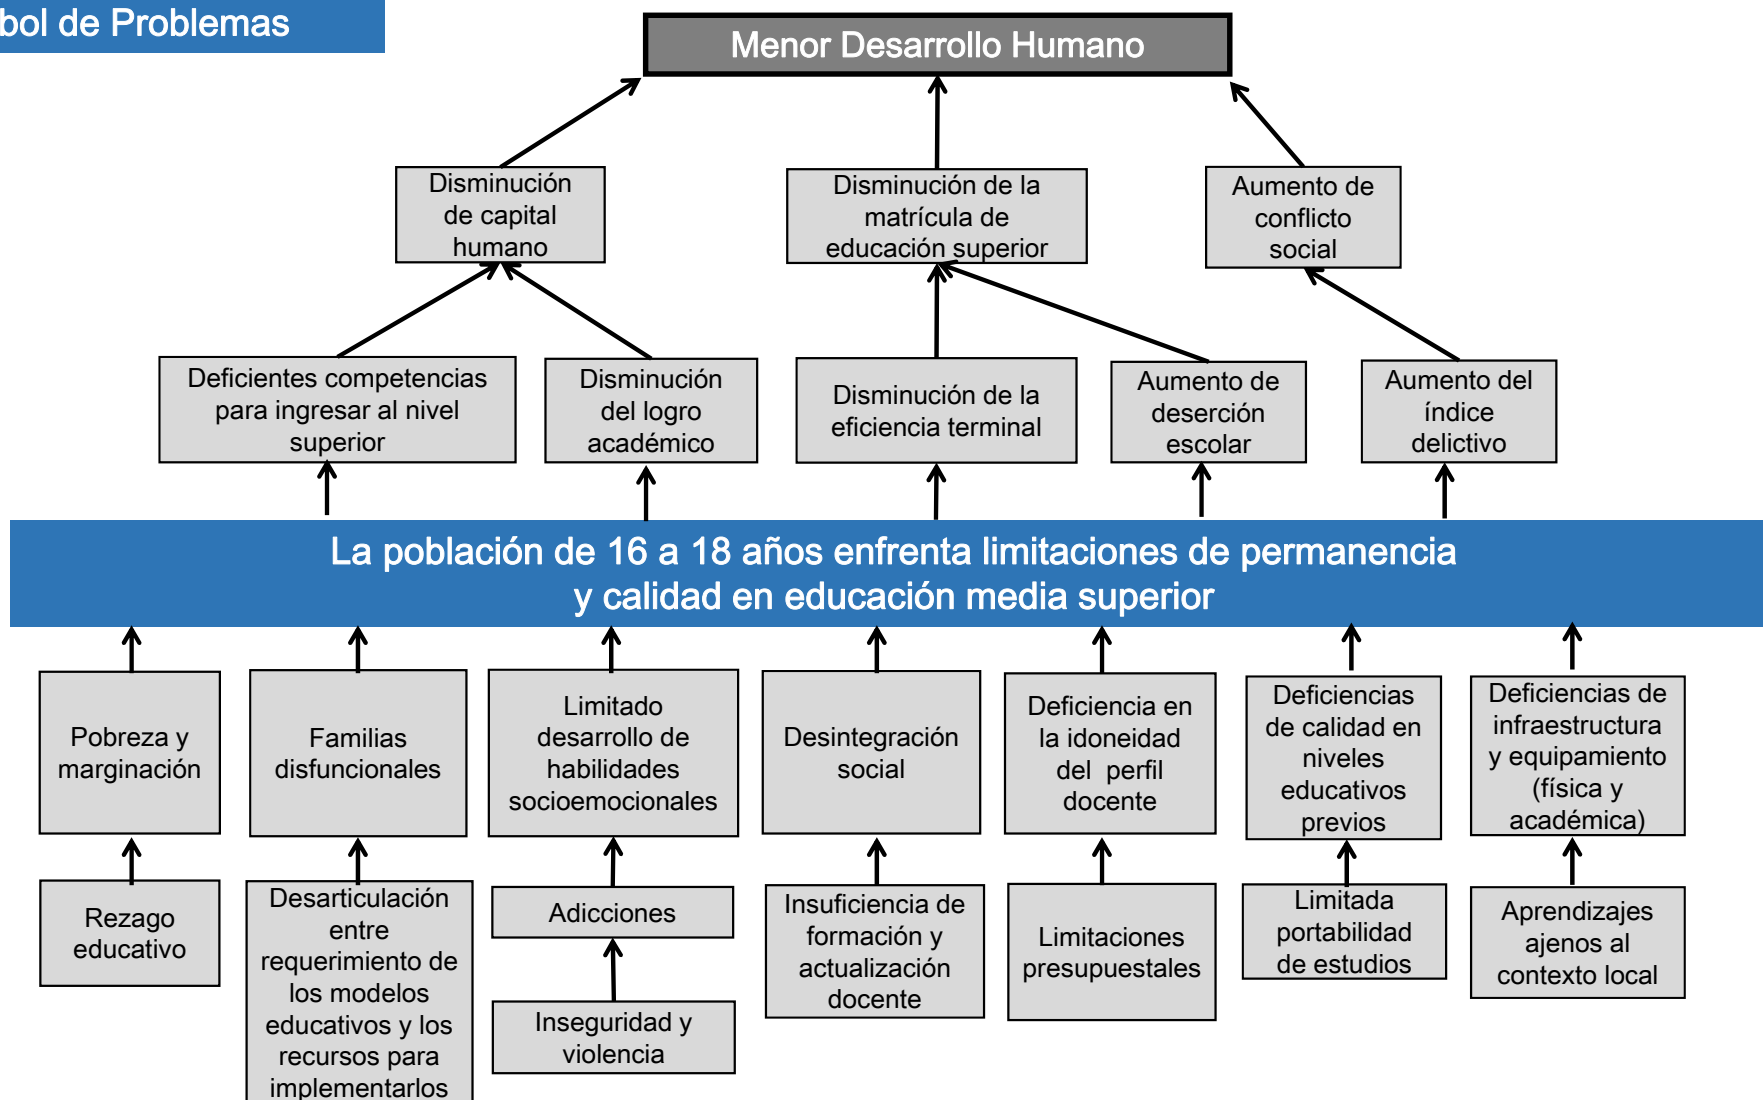 bol de Problemas
Menor Desarrollo Humano
Disminución
de capital
humano
Disminución de la
matrícula de
educación superior
Aumento de
conflicto
social
Deficientes competencias
para ingresar al nivel
superior
Disminución
del logro
académico
Disminución de la
eficiencia terminal
Aumento de
deserción
escolar
Aumento del
índice
delictivo
La población de 16 a 18 años enfrenta limitaciones de permanencia
y calidad en educación media superior
Pobreza y
marginación
Familias
disfuncionales
Limitado
desarrollo de
habilidades
socioemocionales
Desintegración
social
Deficiencia en
la idoneidad
del perfil
docente
Deficiencias
de calidad en
niveles
educativos
previos
Deficiencias de
infraestructura
y equipamiento
(física y
académica)
Rezago
educativo
Desarticulación
entre
requerimiento de
los modelos
educativos y los
recursos para
implementarlos
Adicciones
Inseguridad y
violencia
Insuficiencia de
formación y
actualización
docente
Limitaciones
presupuestales
Limitada
portabilidad
de estudios
Aprendizajes
ajenos al
contexto local